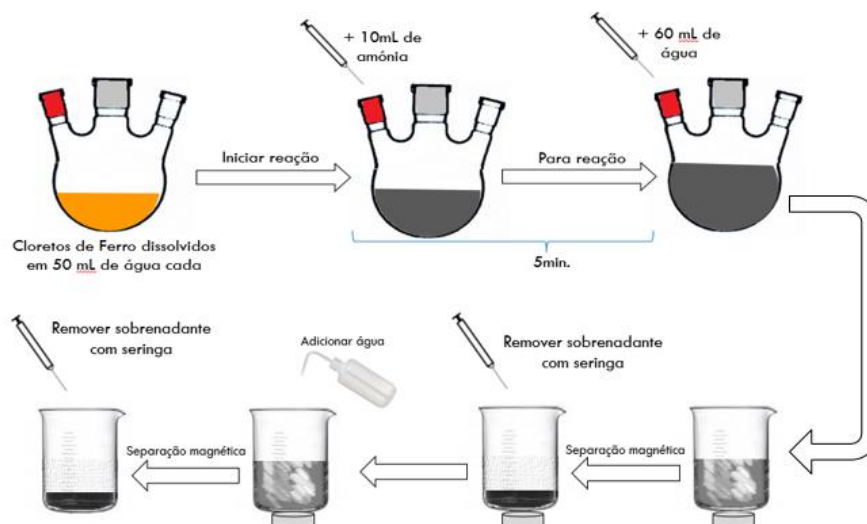 + 10mL de
amónia
+ 60 mL de
água
Iniciar reação
Para reação
Cloretos de Ferro dissolvidos
em 50 mL de água cada
5min.
Remover sobrenadante
com seringa
Adicionar água
Remover sobrenadante
com seringa
Separação magnética
Separação magnética